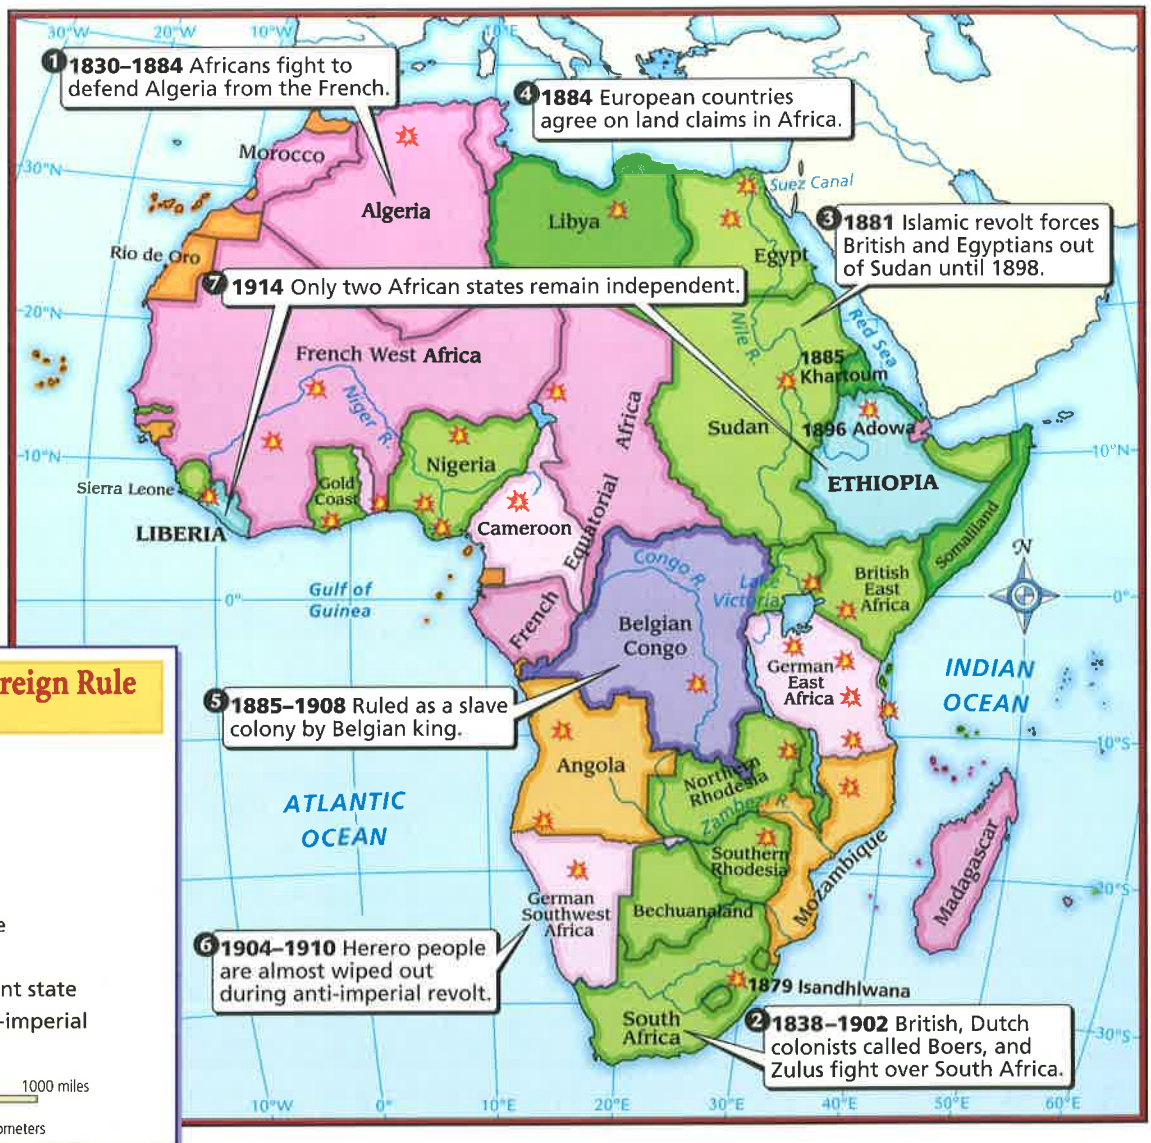 30°W
20°W
10°W
10°E
❶ 1830–1884 Africans fight to
defend Algeria from the French.
❹ 1884 European countries
agree on land claims in Africa.
Morocco
30°N
Suez Canal
Algeria
Libya
❸ 1881 Islamic revolt forces
British and Egyptians out
of Sudan until 1898.
Rio de Oro
Egypt
❼ 1914 Only two African states remain independent.
20°N
Nile R.
Red Sea
French West Africa
1885
Khartoum
Niger R.
Sudan
1896 Adowa
10°N
10°N
Nigeria
Sierra Leone
Gold
Coast
ETHIOPIA
LIBERIA
Cameroon
French Equatorial Africa
Somaliland
N
Congo R.
Lake
Victoria
British
East
Africa
Gulf of
Guinea
0°
0°
Belgian
Congo
German
East
Africa
INDIAN
OCEAN
reign Rule
❺ 1885–1908 Ruled as a slave
colony by Belgian king.
10°S
Angola
Northern
Rhodesia
Zambezi R.
ATLANTIC
OCEAN
Southern
Rhodesia
Mozambique
Madagascar
20°S
German
Southwest
Africa
Bechuanaland
e
❻ 1904–1910 Herero people
are almost wiped out
during anti-imperial revolt.
nt state
-imperial
1879 Isandhlwana
South
Africa
❷ 1838–1902 British, Dutch
colonists called Boers, and
Zulus fight over South Africa.
30°S
1000 miles
ometers
10°W
0°
10°E
20°E
30°E
40°E
50°E
60°E